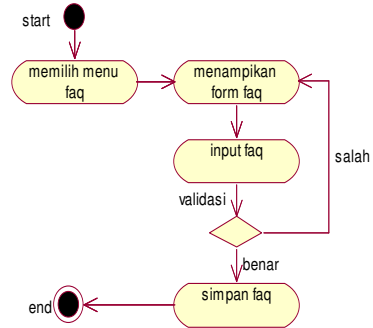 start
memilih menu
faq
menampikan
form faq
input faq
salah
validasi
benar
simpan faq
end